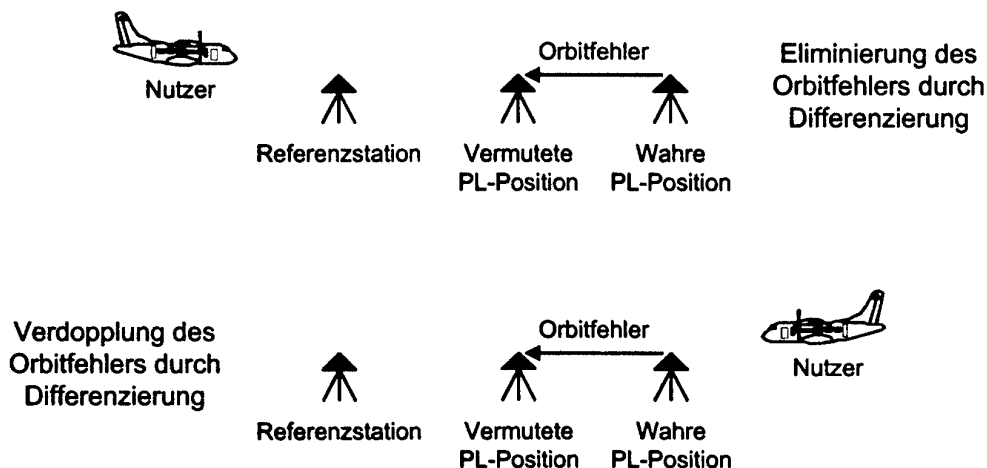 Nutzer
Orbitfehler
Eliminierung des
Orbitfehlers durch
Differenzierung
Referenzstation
Vermutete
PL-Position
Wahre
PL-Position
Verdopplung des
Orbitfehlers durch
Differenzierung
Orbitfehler
Nutzer
Referenzstation
Vermutete
PL-Position
Wahre
PL-Position